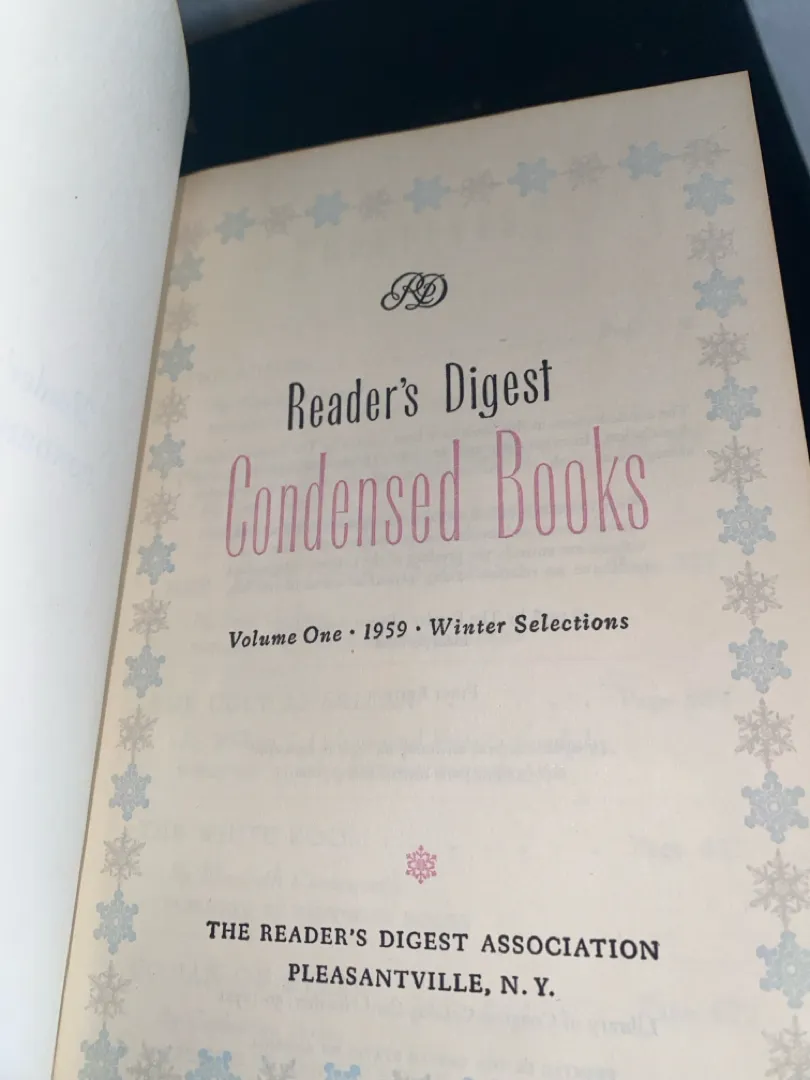 RD
Reader's Digest
Condensed Books
Volume One · 1959 · Winter Selections
THE READER'S DIGEST ASSOCIATION
PLEASANTVILLE, N. Y.